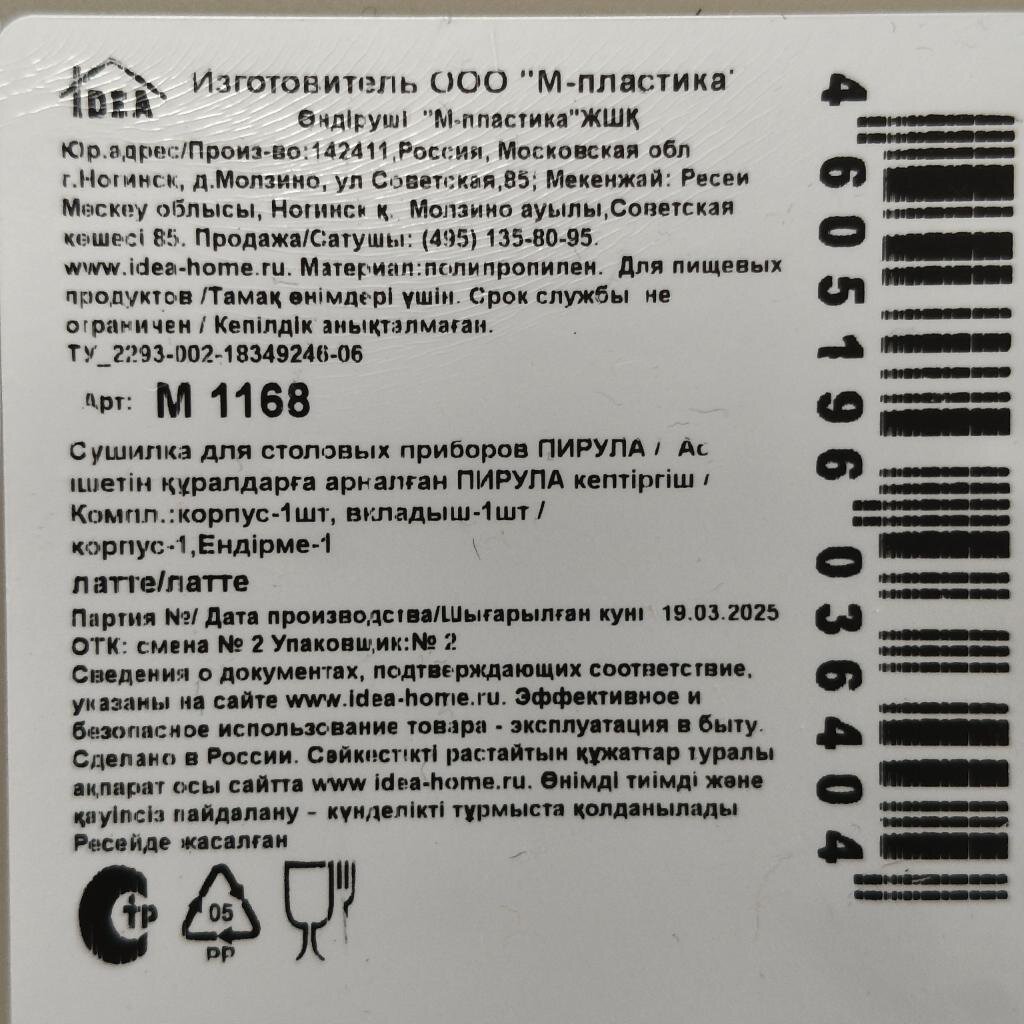 IDEA
Изготовитель ООО "М-пластика"
Өндіруші "М-пластика"ЖШҚ
Юр.адрес/Произ-во:142411,Россия, Московская обл
г.Ногинск, д.Молзино, ул Советская,85; Мекенжай: Ресей
Мәскеу облысы, Ногинск қ. Молзино ауылы,Советская
көшесі 85. Продажа/Сатушы: (495) 135-80-95.
www.idea-home.ru. Материал:полипропилен. Для пищевых
продуктов /Тамақ өнімдері үшін. Срок службы не
ограничен / Кепілдік анықталмаған.
ТУ_2293-002-18349246-06
Арт: М 1168
Сушилка для столовых приборов ПИРУЛА / Ас
ішетін құралдарға арналған ПИРУЛА кептіргіш /
Компл.:корпус-1шт, вкладыш-1шт /
корпус-1,Ендірме-1
латте/латте
Партия №/ Дата производства/Шығарылған күні 19.03.2025
ОТК: смена № 2 Упаковщик:№ 2
Сведения о документах, подтверждающих соответствие,
указаны на сайте www.idea-home.ru. Эффективное и
безопасное использование товара - эксплуатация в быту.
Сделано в России. Сәйкестікті растайтын құжаттар туралы
ақпарат осы сайтта www idea-home.ru. Өнімді тиімді және
қауіпсіз пайдалану - күнделікті тұрмыста қолданылады
Ресейде жасалған
тр
05
PP
4605196036404